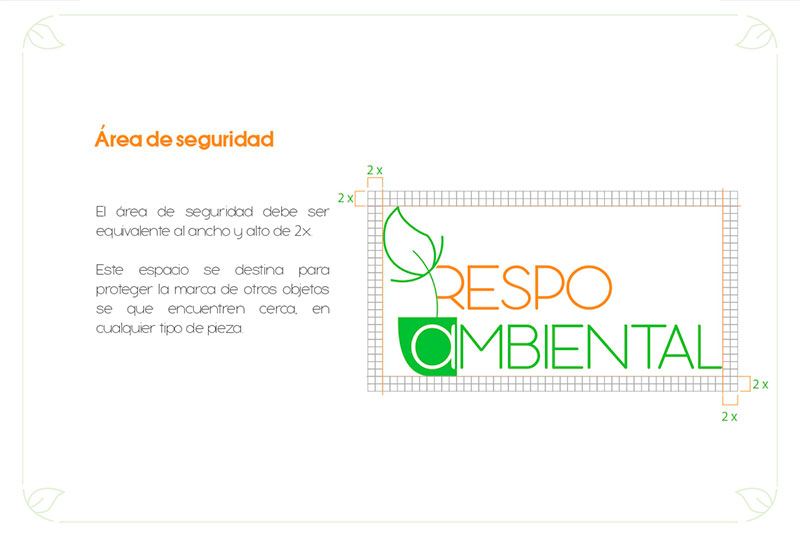 Área de seguridad
El área de seguridad debe ser
equivalente al ancho y alto de 2x.
Este espacio se destina para
proteger la marca de otros objetos
se que encuentren cerca, en
cualquier tipo de pieza.
2 x
2 x
RESPO
aMBIENTAL
2 x
2 x